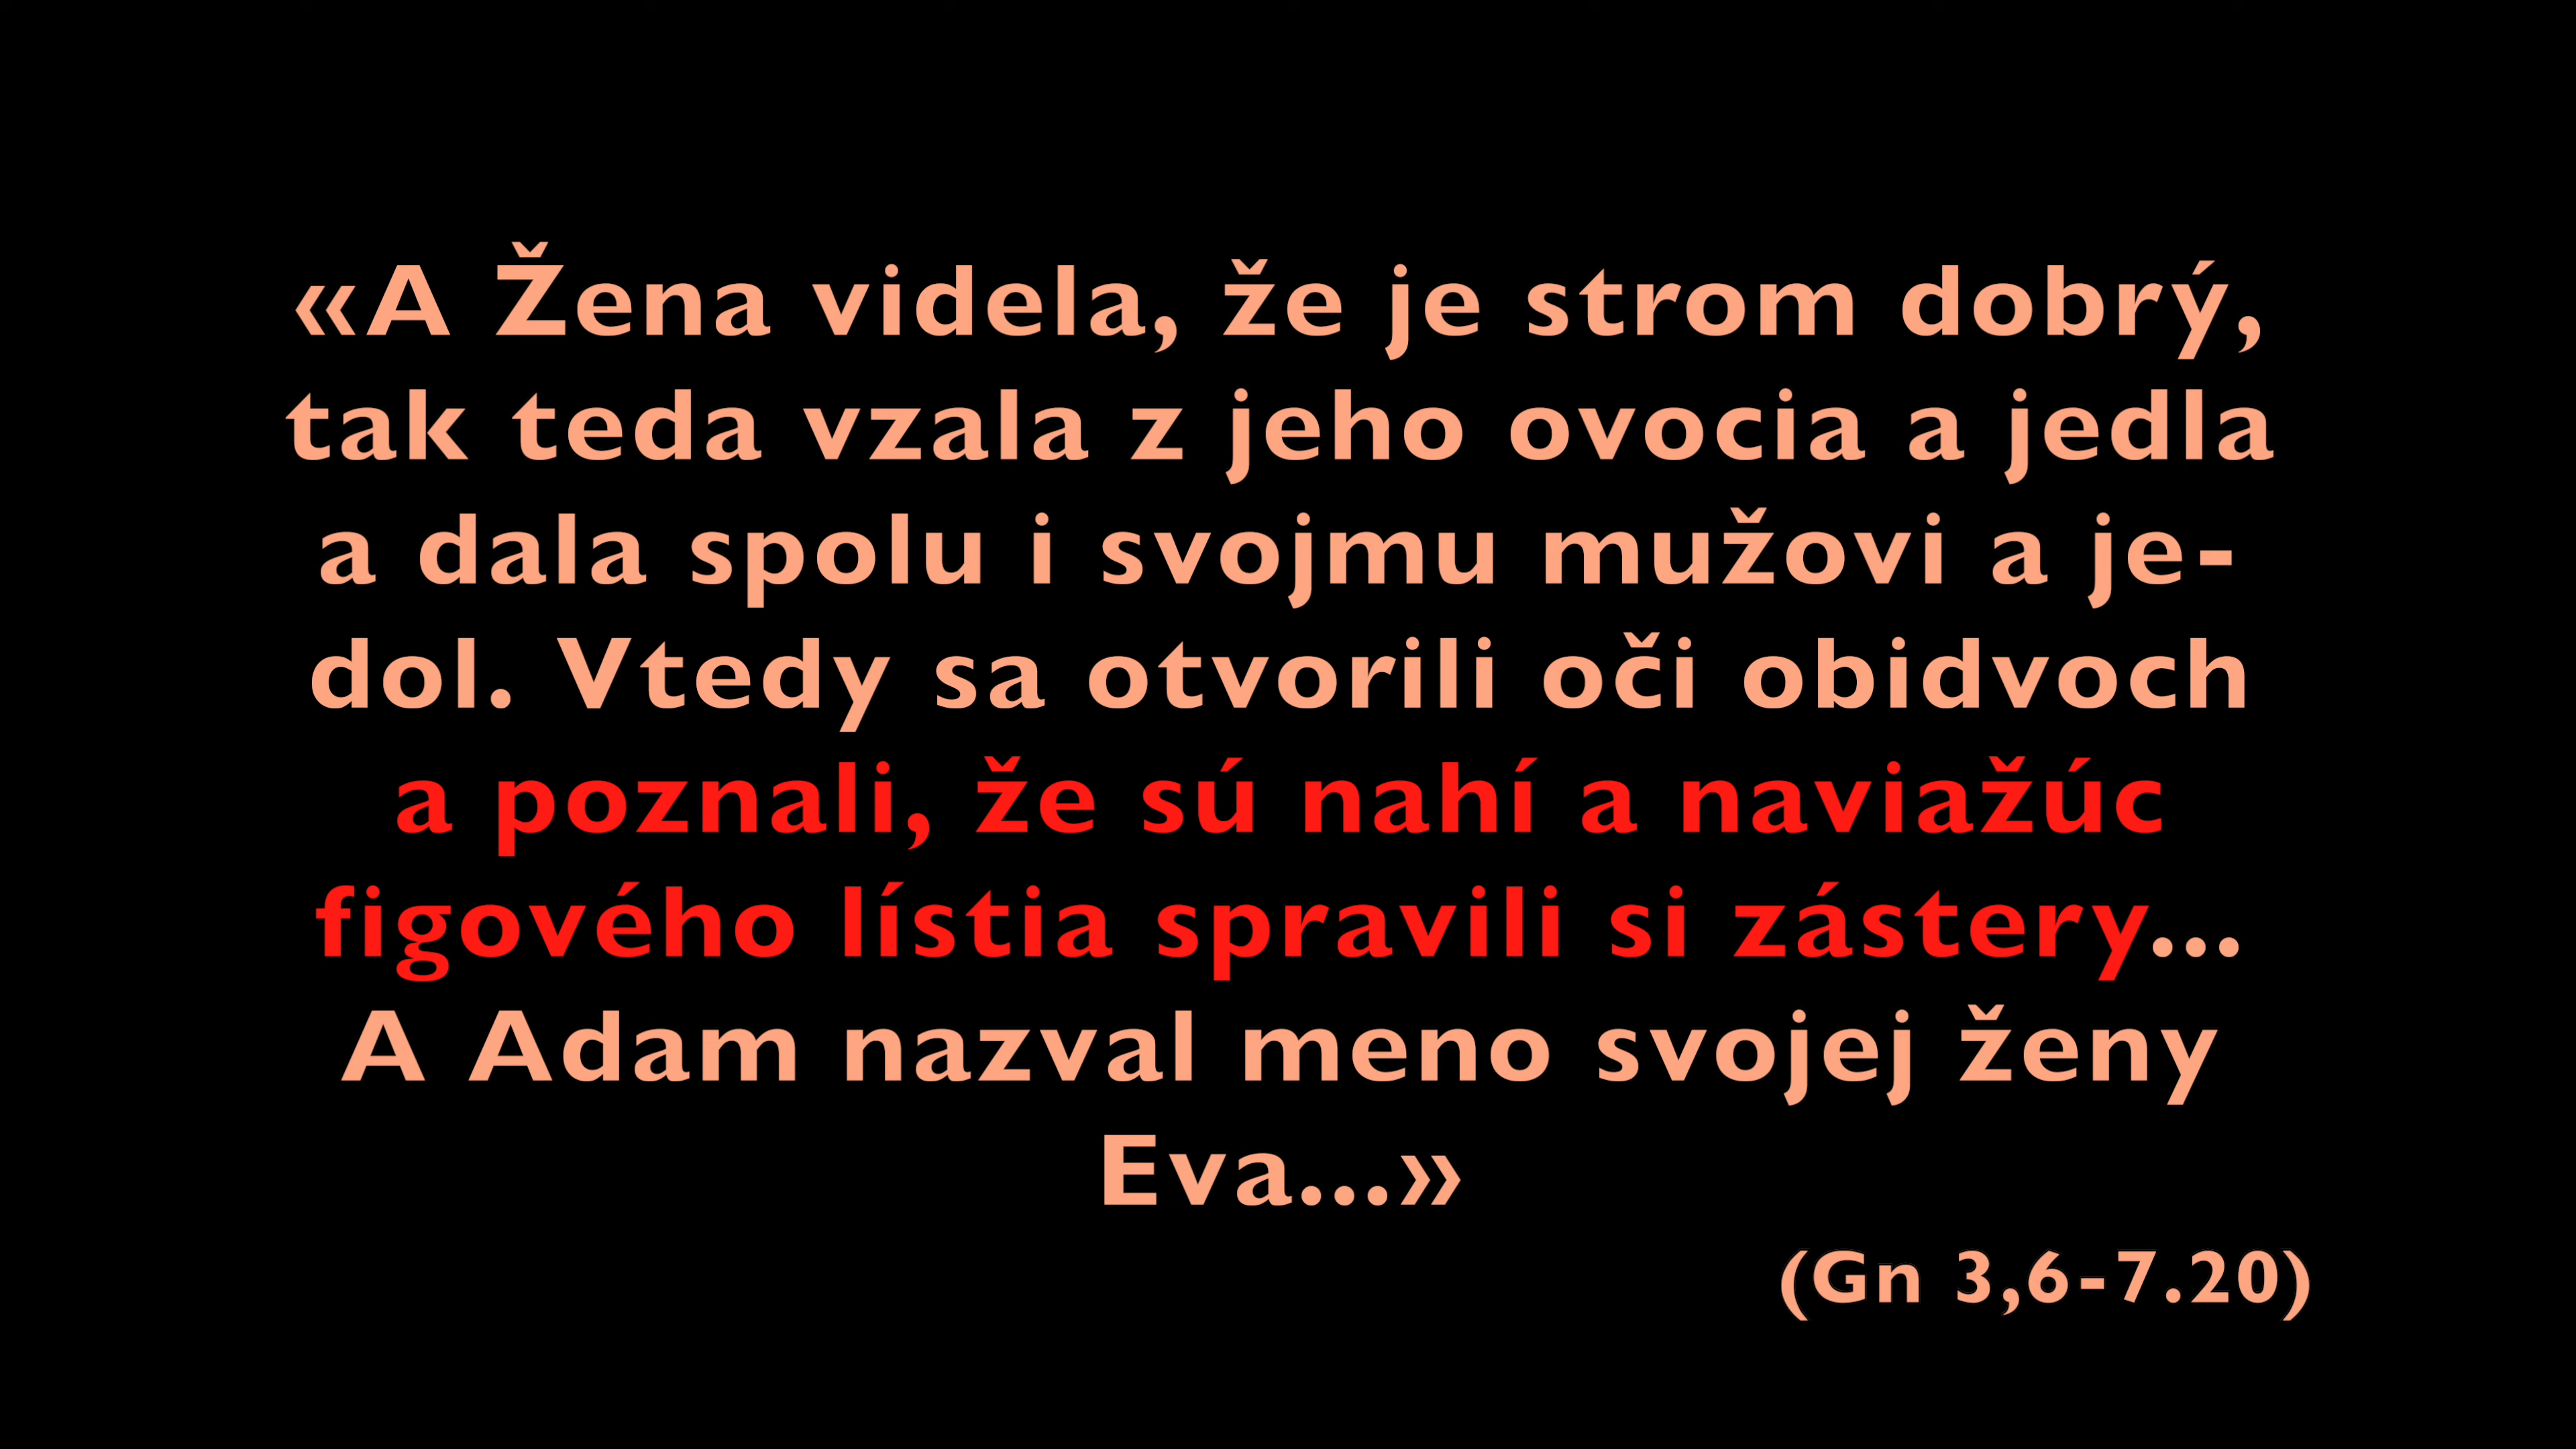 «A Žena videla, že je strom dobrý,
tak teda vzala z jeho ovocia a jedla
a dala spolu i svojmu mužovi a je-
dol. Vtedy sa otvorili oči obidvoch
a poznali, že sú nahí a naviažúc
figového lístia spravili si zástery...
A Adam nazval meno svojej ženy
Eva...»
(Gn 3,6-7.20)